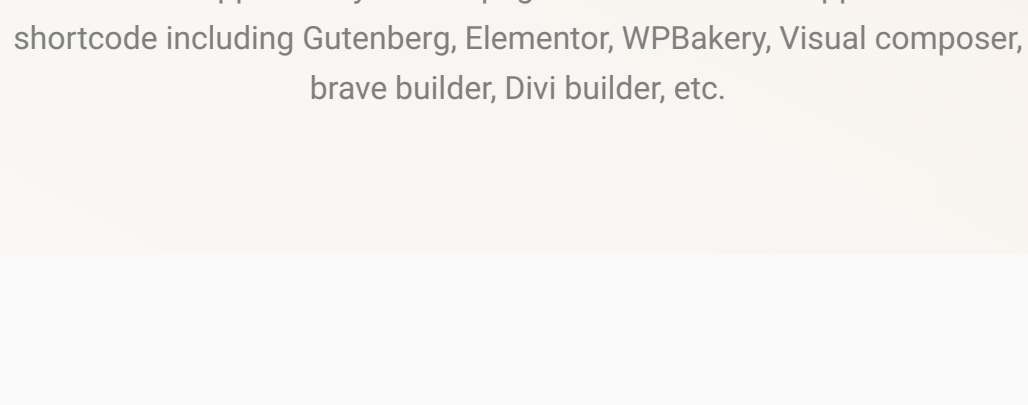 shortcode including Gutenberg, Elementor, WPBakery, Visual composer,
brave builder, Divi builder, etc.